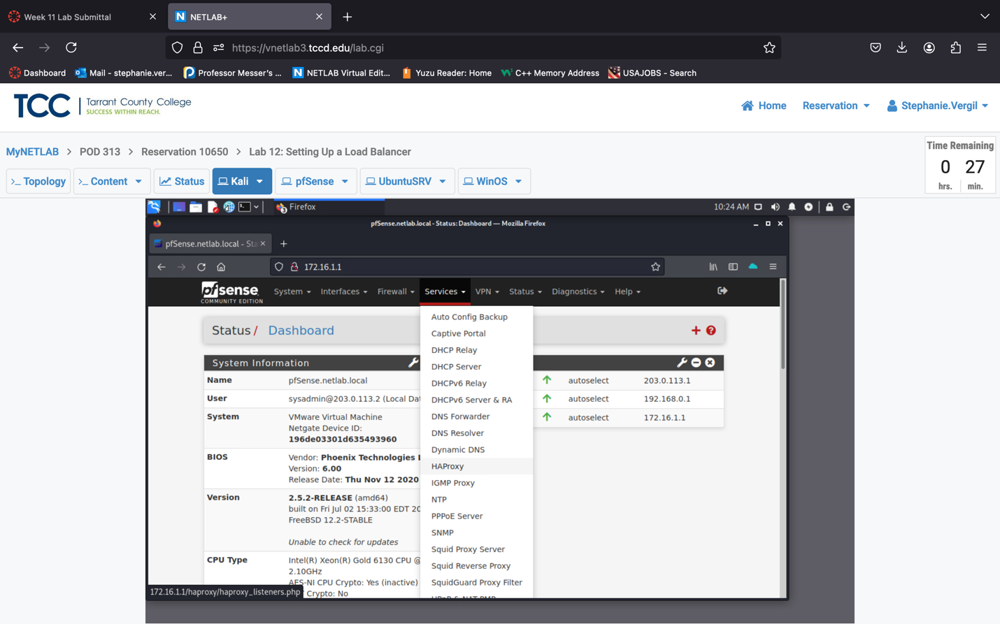 Week 11 Lab Submittal
NETLAB+
https://vnetlab3.tccd.edu/lab.cgi
Dashboard
Mail - stephanie.ver...
Professor Messer's ...
NETLAB Virtual Edit...
Yuzu Reader: Home
C++ Memory Address
USAJOBS - Search
TCC
Tarrant County College
SUCCESS WITHIN REACH.
Home
Reservation
Stephanie.Vergil
MyNETLAB > POD 313 > Reservation 10650 > Lab 12: Setting Up a Load Balancer
Time Remaining
0 27
hrs. min.
>_ Topology
>_ Content
Status
Kali
pfSense
UbuntuSRV
WinOS
Firefox
10:24 AM
pfSense.netlab.local - Status: Dashboard — Mozilla Firefox
pfSense.netlab.local - Sta
172.16.1.1
pfsense
COMMUNITY EDITION
System
Interfaces
Firewall
Services
VPN
Status
Diagnostics
Help
Auto Config Backup
Captive Portal
DHCP Relay
DHCP Server
DHCPv6 Relay
DHCPv6 Server & RA
DNS Forwarder
DNS Resolver
Dynamic DNS
HAProxy
IGMP Proxy
NTP
PPPoE Server
SNMP
Squid Proxy Server
Squid Reverse Proxy
SquidGuard Proxy Filter
UPnP & NAT-PMP
Status / Dashboard
System Information
Name pfSense.netlab.local
User sysadmin@203.0.113.2 (Local Dat
System VMware Virtual Machine
Netgate Device ID:
196de03301d635493960
BIOS Vendor: Phoenix Technologies L
Version: 6.00
Release Date: Thu Nov 12 2020
Version 2.5.2-RELEASE (amd64)
built on Fri Jul 02 15:33:00 EDT 20
FreeBSD 12.2-STABLE
Unable to check for updates
CPU Type Intel(R) Xeon(R) Gold 6130 CPU @
2.10GHz
AES-NI CPU Crypto: Yes (inactive)
Crypto: No
autoselect 203.0.113.1
autoselect 192.168.0.1
autoselect 172.16.1.1
172.16.1.1/haproxy/haproxy_listeners.php